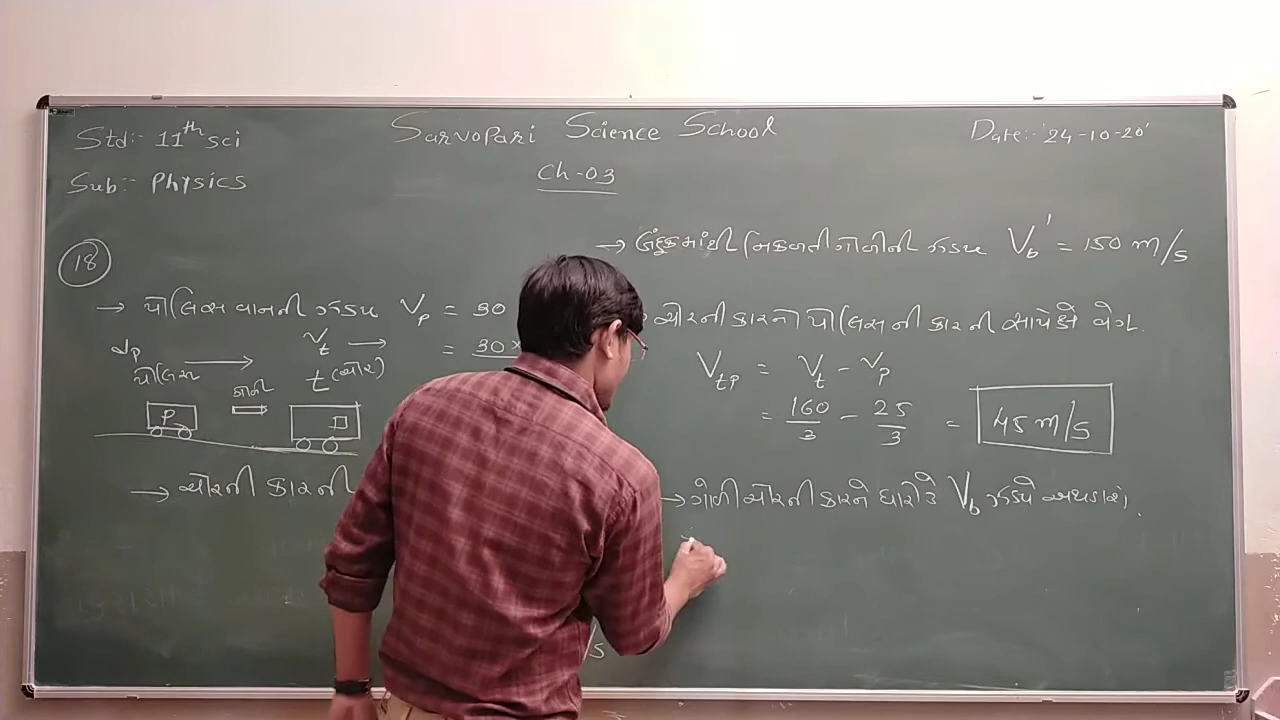 Std:- 11th sci
Sarvopari Science School
Date:- 24-10-20
Sub:- Physics
Ch-03
18
→ પોલિસ વાનની ઝડપ Vp = 30
= 30×
Vp
પોલિસ
Vt →
t (ચોર)
ગોળી
P
D
→ ચોરની કારની
/s
→ બંદૂકમાંથી નિકળતી ગોળીની ઝડપ Vb' = 150 m/s
ચોરની કારનો પોલિસની કારની સાપેક્ષે વેગ.
Vtp = Vt - Vp
= 160/3 - 25/3 = 45 m/s
→ ગોળી ચોરની કારને ધારોકે Vb ઝડપે અથડાય.